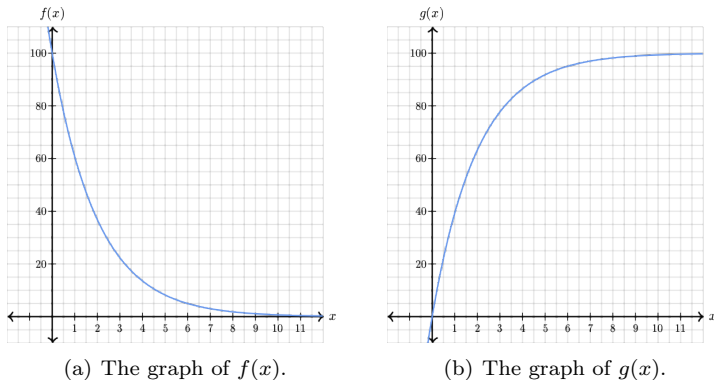 f(x) g(x)
100 100
80 80
60 60
40 40
20 20
x
1 2 3 4 5 6 7 8 9 10 11 1 2 3 4 5 6 7 8 9 10 11
(a) The graph of f(x). (b) The graph of g(x).